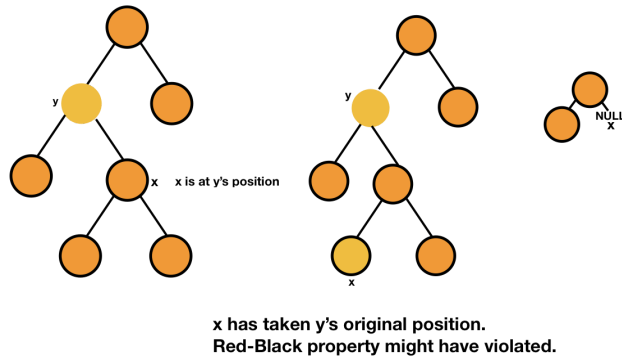 y
x
x is at y's position
y
x
NULL
x
x has taken y's original position.
Red-Black property might have violated.